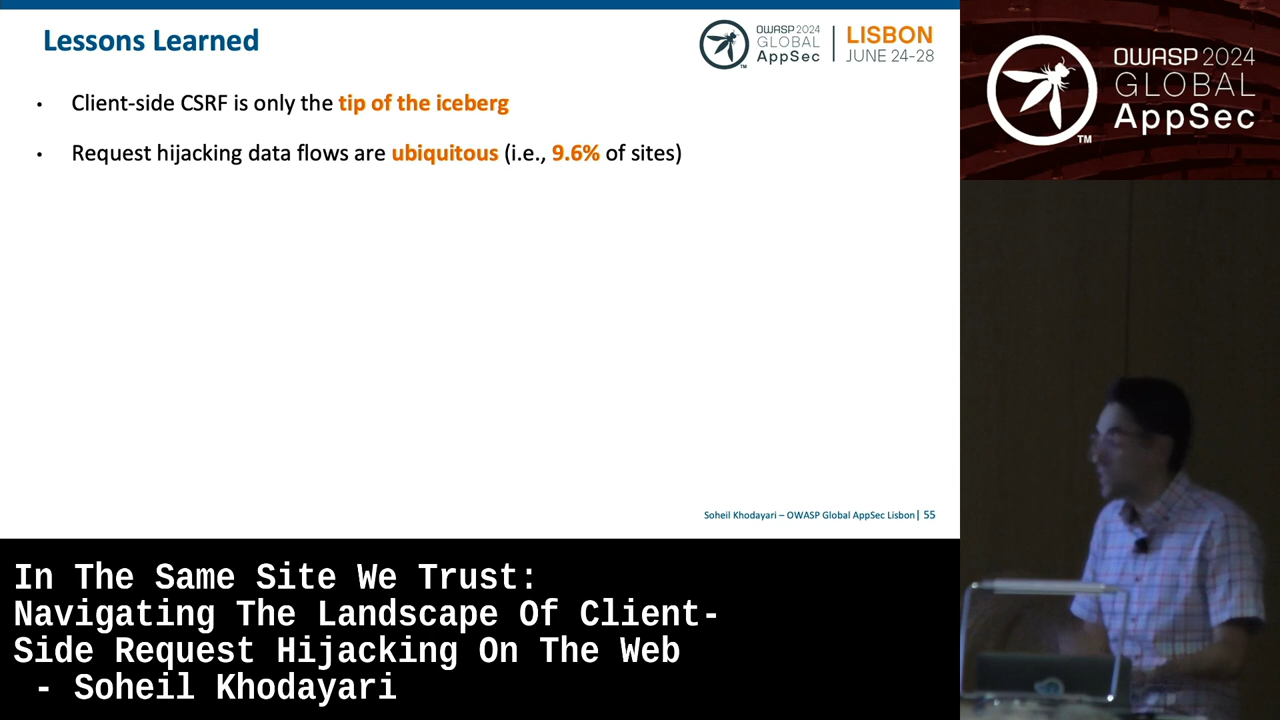 Lessons Learned
OWASP 2024
GLOBAL
AppSec
TM
LISBON
JUNE 24-28
• Client-side CSRF is only the tip of the iceberg
• Request hijacking data flows are ubiquitous (i.e., 9.6% of sites)
Soheil Khodayari – OWASP Global AppSec Lisbon| 55
OWASP 2024
GLOBAL
AppSec
TM
In The Same Site We Trust:
Navigating The Landscape Of Client-
Side Request Hijacking On The Web
- Soheil Khodayari